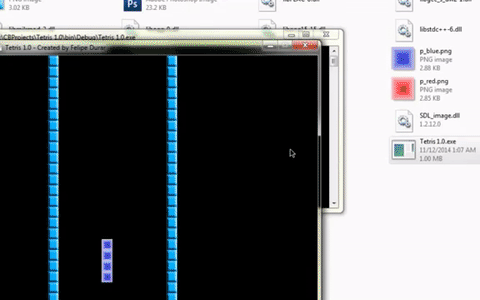 PNG image
3.02 KB
Ps
23.2 KB
libstdc++-6.dll
\CBProjects\Tetris 1.0\bin\Debug\Tetris 1.0.exe
Tetris 1.0 - Created by Felipe Duran
p_blue.png
PNG image
2.88 KB
p_red.png
PNG image
2.85 KB
SDL_image.dll
1.2.12.0
Tetris 1.0.exe
11/12/2014 1:07 AM
1.00 MB